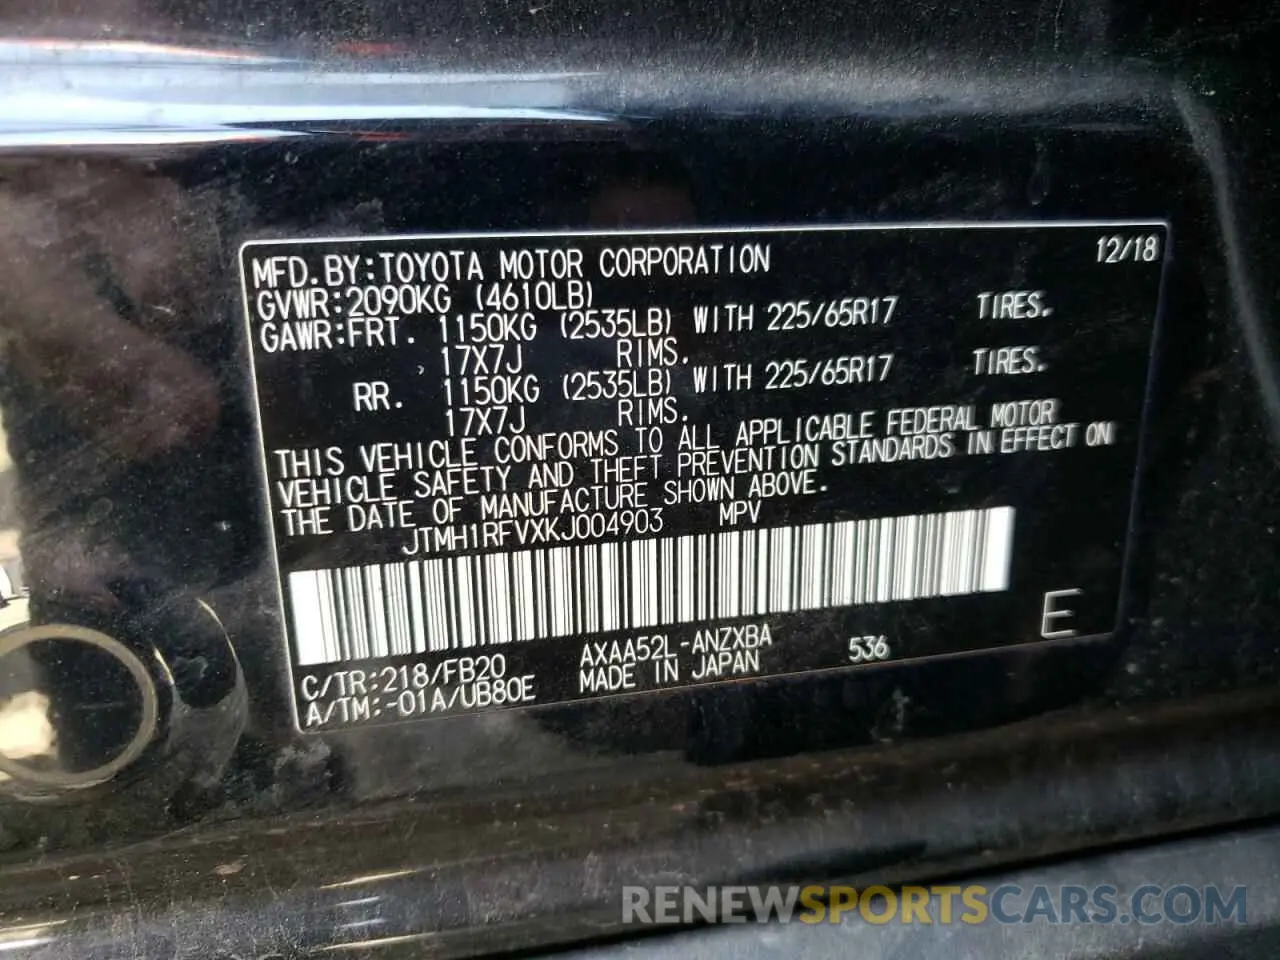 MFD.BY:TOYOTA MOTOR CORPORATION 12/18
GVWR:2090KG (4610LB)
GAWR:FRT. 1150KG (2535LB) WITH 225/65R17 TIRES.
17X7J RIMS.
RR. 1150KG (2535LB) WITH 225/65R17 TIRES.
17X7J RIMS.
THIS VEHICLE CONFORMS TO ALL APPLICABLE FEDERAL MOTOR
VEHICLE SAFETY AND THEFT PREVENTION STANDARDS IN EFFECT ON
THE DATE OF MANUFACTURE SHOWN ABOVE.
JTMH1RFVXKJ004903 MPV
E
C/TR:218/FB20 AXAA52L-ANZXBA 536
A/TM:-01A/UB80E MADE IN JAPAN
RENEWSPORTSCARS.COM